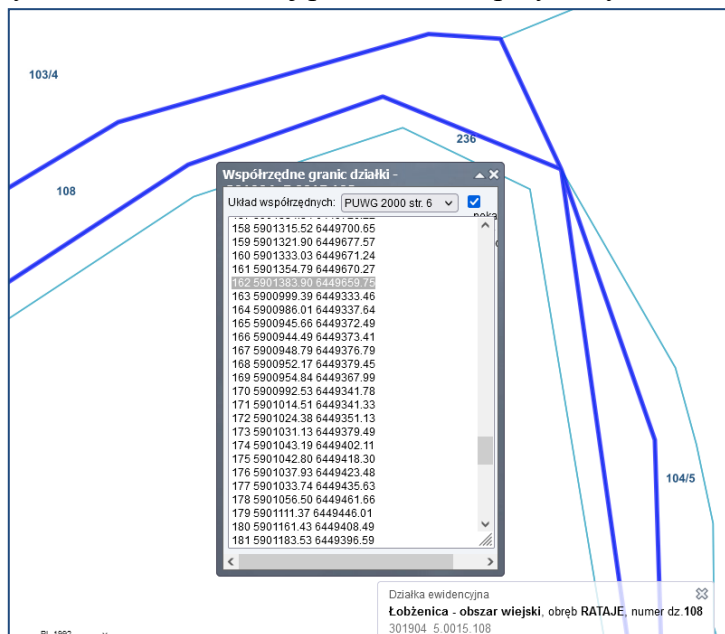 103/4
236
108
Współrzędne granic działki -
Układ współrzędnych: PUWG 2000 str. 6
158 5901315.52 6449700.65
159 5901321.90 6449677.57
160 5901333.03 6449671.24
161 5901354.79 6449670.27
162 5901383.90 6449659.75
163 5900999.39 6449333.46
164 5900986.01 6449337.64
165 5900945.66 6449372.49
166 5900944.49 6449373.41
167 5900948.79 6449376.79
168 5900952.17 6449379.45
169 5900954.84 6449367.99
170 5900992.53 6449341.78
171 5901014.51 6449341.33
172 5901024.38 6449351.13
173 5901031.13 6449379.49
174 5901043.19 6449402.11
175 5901042.80 6449418.30
176 5901037.93 6449423.48
177 5901033.74 6449435.63
178 5901056.50 6449461.66
179 5901111.37 6449446.01
180 5901161.43 6449408.49
181 5901183.53 6449396.59
104/5
Działka ewidencyjna
Łobżenica - obszar wiejski, obręb RATAJE, numer dz.108
301904_5.0015.108